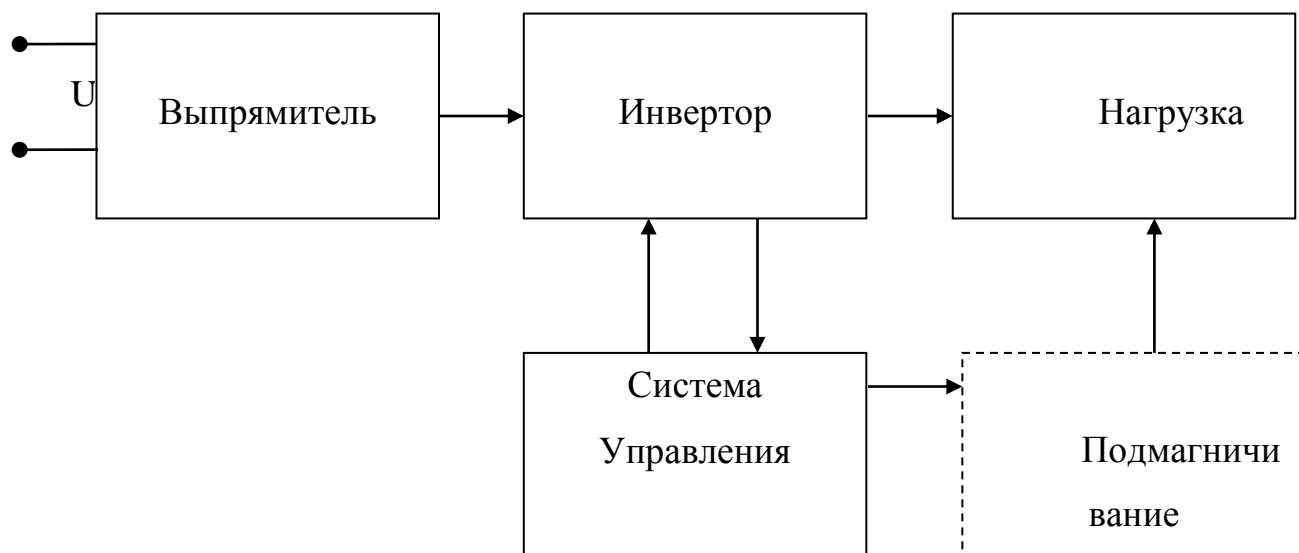 U
Выпрямитель
Инвертор
Нагрузка
Система
Управления
Подмагничи
вание